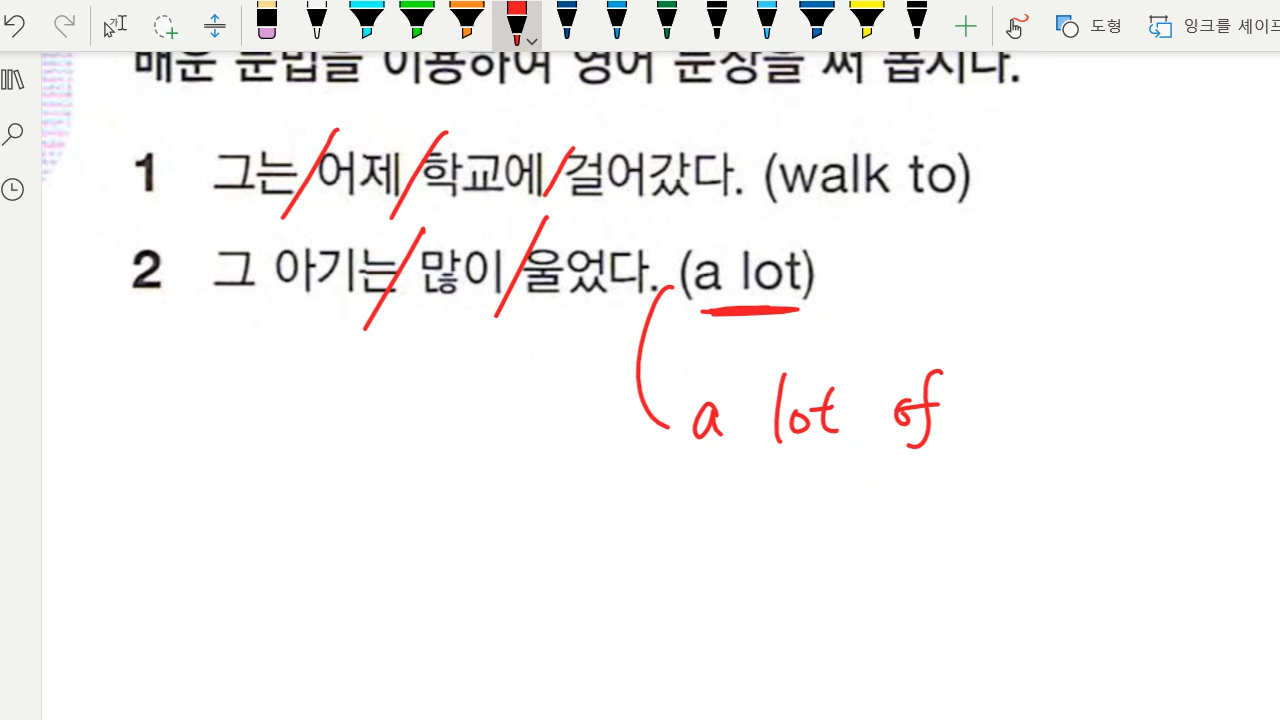 도형
잉크를 셰이프
배운 문법을 이용하여 영어 문장을 써 봅시다.
1 그는 어제 학교에 걸어갔다. (walk to)
2 그 아기는 많이 울었다. (a lot)
a lot of